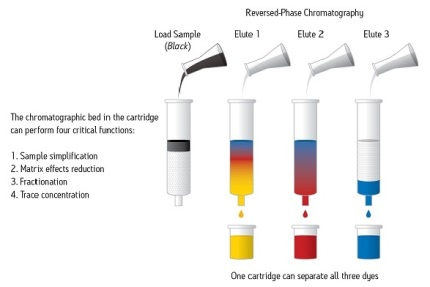 Reversed-Phase Chromatography
Load Sample
(Black)
Elute 1
Elute 2
Elute 3
The chromatographic bed in the cartridge
can perform four critical functions:
1. Sample simplification
2. Matrix effects reduction
3. Fractionation
4. Trace concentration
One cartridge can separate all three dyes